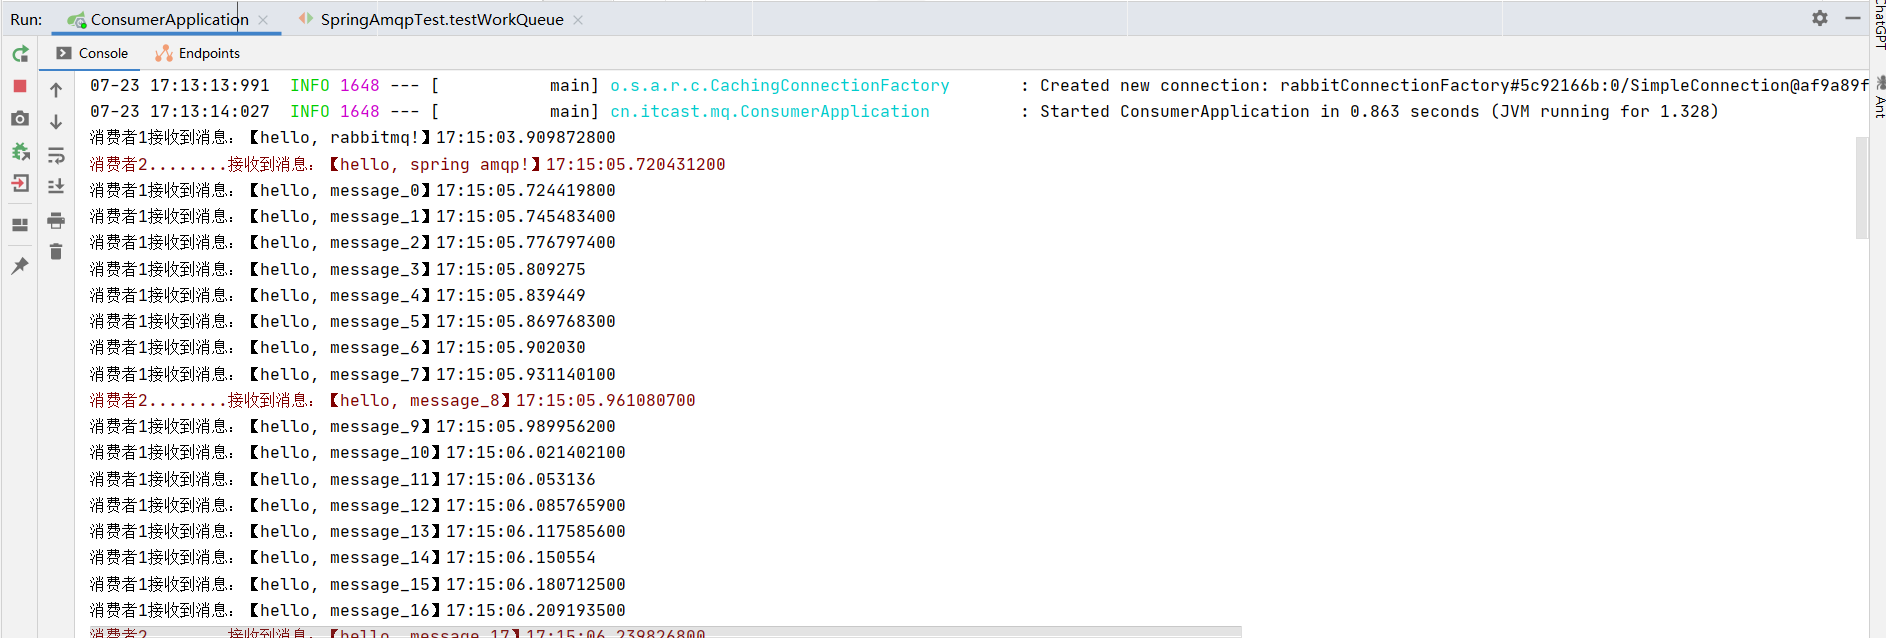 Run: ConsumerApplication SpringAmqpTest.testWorkQueue
Console Endpoints
07-23 17:13:13:991 INFO 1648 --- [ main] o.s.a.r.c.CachingConnectionFactory : Created new connection: rabbitConnectionFactory#5c92166b:0/SimpleConnection@af9a89f
07-23 17:13:14:027 INFO 1648 --- [ main] cn.itcast.mq.ConsumerApplication : Started ConsumerApplication in 0.863 seconds (JVM running for 1.328)
消费者1接收到消息：【hello, rabbitmq!】17:15:03.909872800
消费者2........接收到消息：【hello, spring amqp!】17:15:05.720431200
消费者1接收到消息：【hello, message_0】17:15:05.724419800
消费者1接收到消息：【hello, message_1】17:15:05.745483400
消费者1接收到消息：【hello, message_2】17:15:05.776797400
消费者1接收到消息：【hello, message_3】17:15:05.809275
消费者1接收到消息：【hello, message_4】17:15:05.839449
消费者1接收到消息：【hello, message_5】17:15:05.869768300
消费者1接收到消息：【hello, message_6】17:15:05.902030
消费者1接收到消息：【hello, message_7】17:15:05.931140100
消费者2........接收到消息：【hello, message_8】17:15:05.961080700
消费者1接收到消息：【hello, message_9】17:15:05.989956200
消费者1接收到消息：【hello, message_10】17:15:06.021402100
消费者1接收到消息：【hello, message_11】17:15:06.053136
消费者1接收到消息：【hello, message_12】17:15:06.085765900
消费者1接收到消息：【hello, message_13】17:15:06.117585600
消费者1接收到消息：【hello, message_14】17:15:06.150554
消费者1接收到消息：【hello, message_15】17:15:06.180712500
消费者1接收到消息：【hello, message_16】17:15:06.209193500
消费者2........接收到消息：【hello, message_17】17:15:06.239826800
ChatGPT
Ant